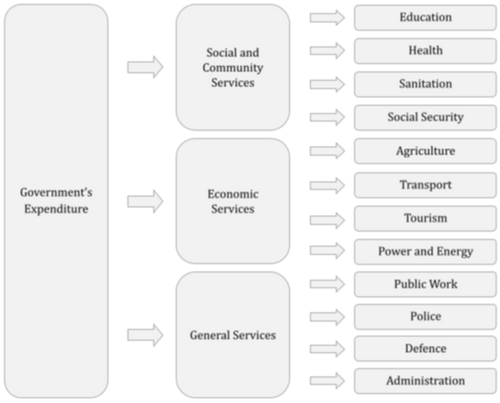 Government's
Expenditure
Social and
Community
Services
Economic
Services
General Services
Education
Health
Sanitation
Social Security
Agriculture
Transport
Tourism
Power and Energy
Public Work
Police
Defence
Administration